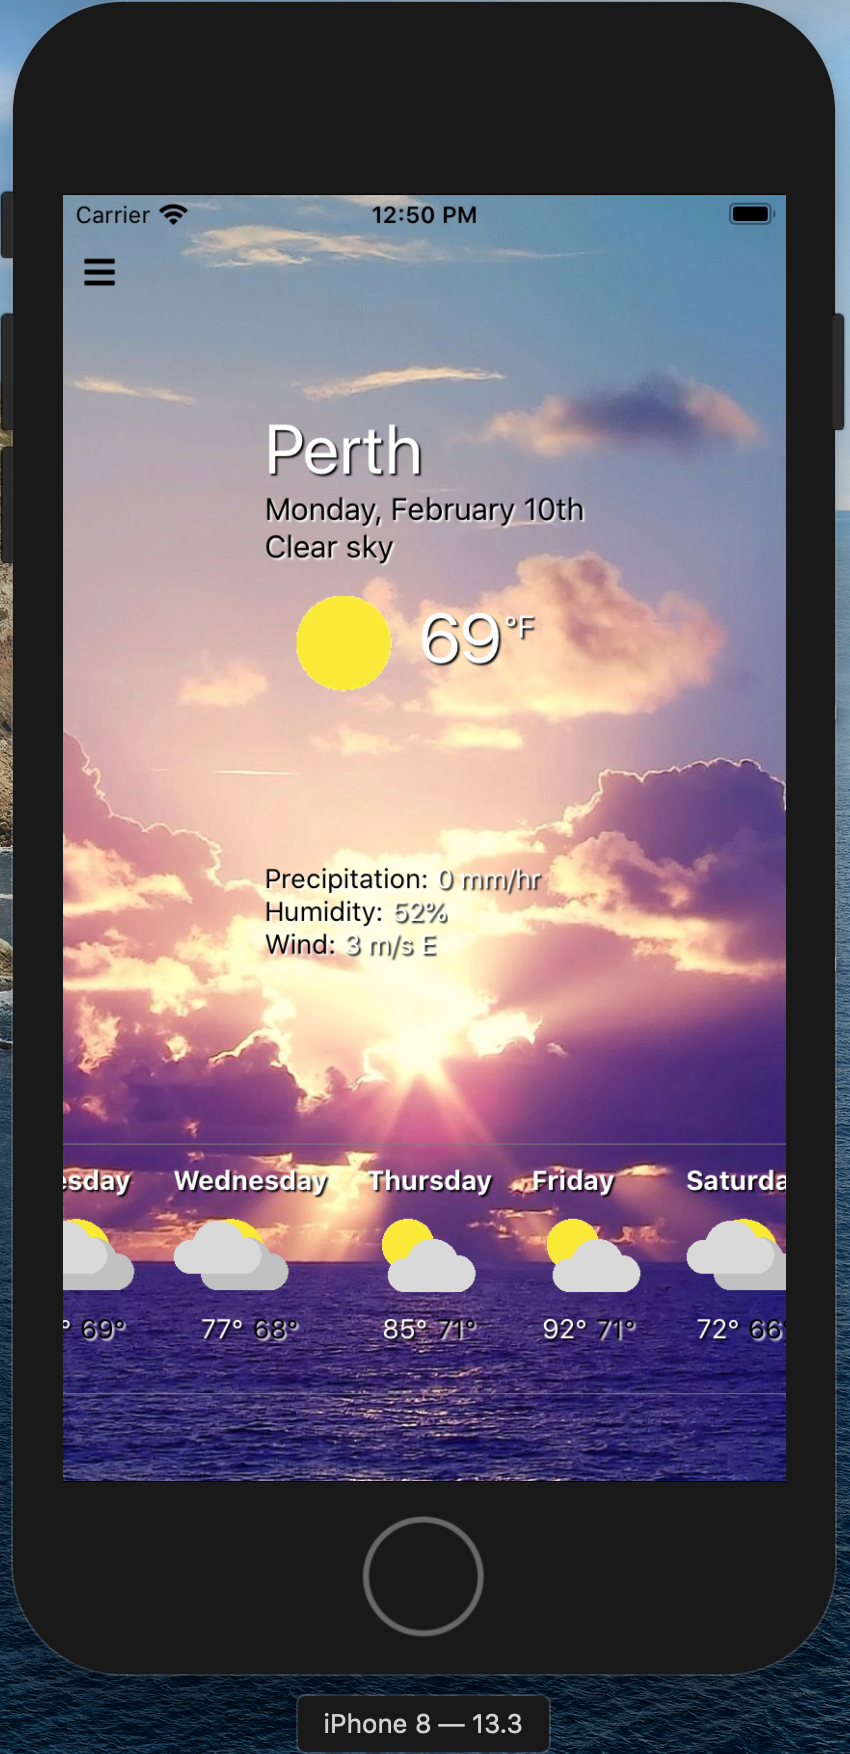 Carrier 12:50 PM
Perth
Monday, February 10th
Clear sky
69 °F
Precipitation: 0 mm/hr
Humidity: 52%
Wind: 3 m/s E
esday Wednesday Thursday Friday Saturda
° 69° 77° 68° 85° 71° 92° 71° 72° 66°
iPhone 8 — 13.3